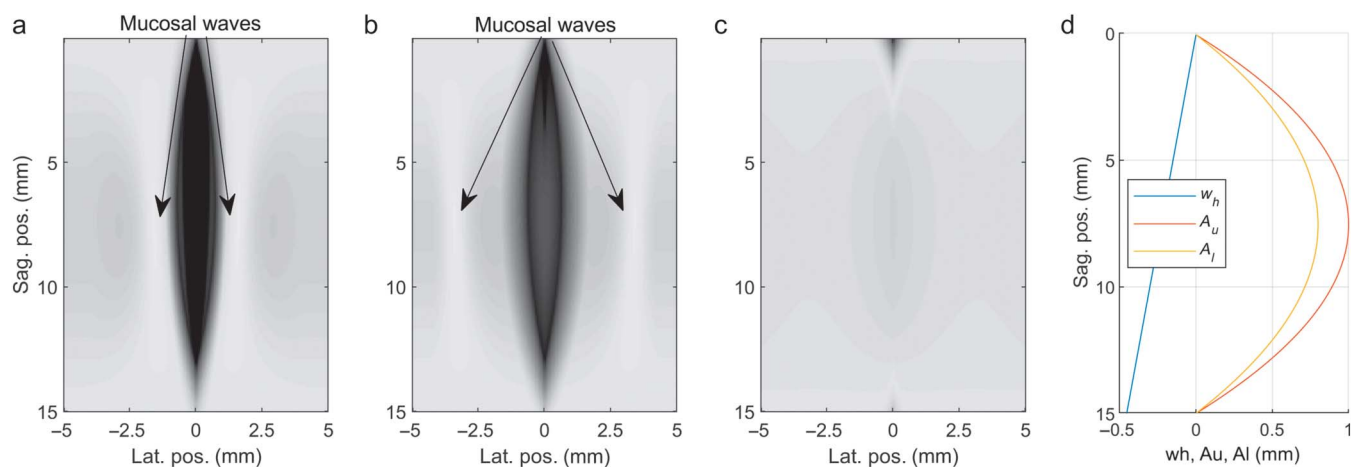 a
Mucosal waves
Sag. pos. (mm)
5
10
15
−5
−2.5
0
2.5
5
Lat. pos. (mm)
b
Mucosal waves
5
10
15
−5
−2.5
0
2.5
5
Lat. pos. (mm)
c
5
10
15
−5
−2.5
0
2.5
5
Lat. pos. (mm)
d
Sag. pos. (mm)
0
5
10
15
w_h
A_u
A_l
−0.5
0
0.5
1
wh, Au, Al (mm)